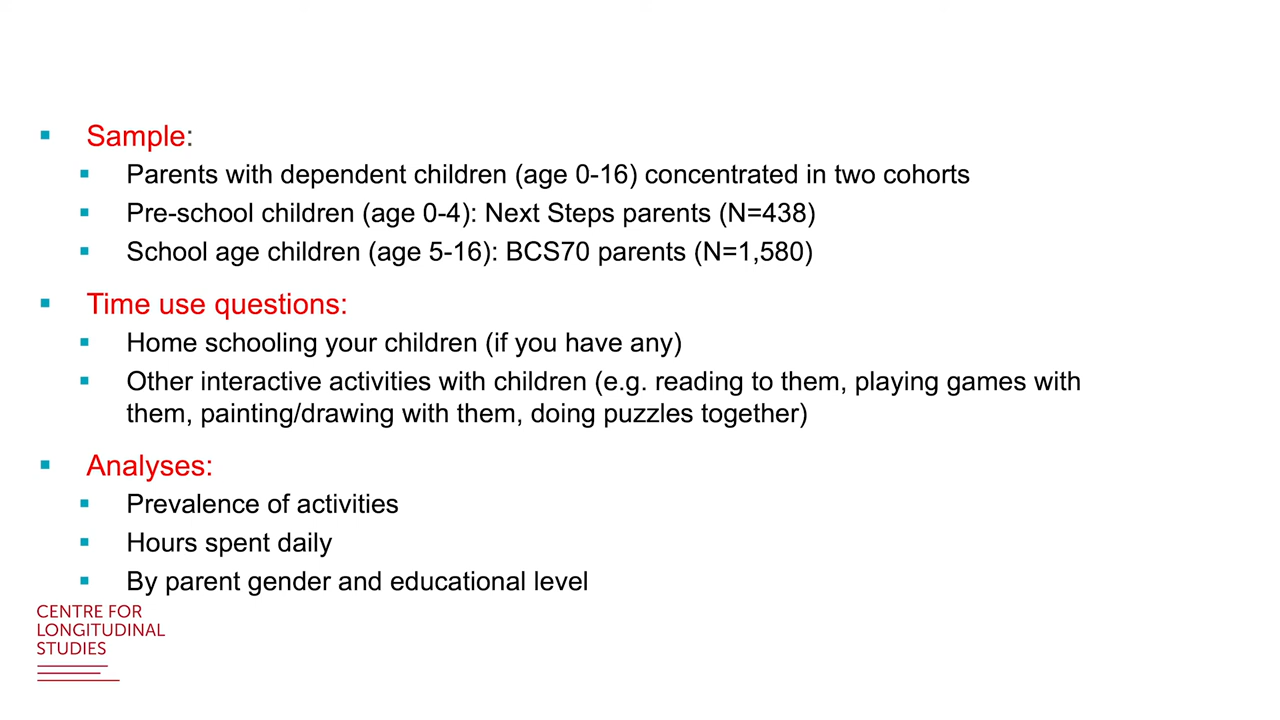 Sample:
Parents with dependent children (age 0-16) concentrated in two cohorts
Pre-school children (age 0-4): Next Steps parents (N=438)
School age children (age 5-16): BCS70 parents (N=1,580)
Time use questions:
Home schooling your children (if you have any)
Other interactive activities with children (e.g. reading to them, playing games with
them, painting/drawing with them, doing puzzles together)
Analyses:
Prevalence of activities
Hours spent daily
By parent gender and educational level
CENTRE FOR
LONGITUDINAL
STUDIES